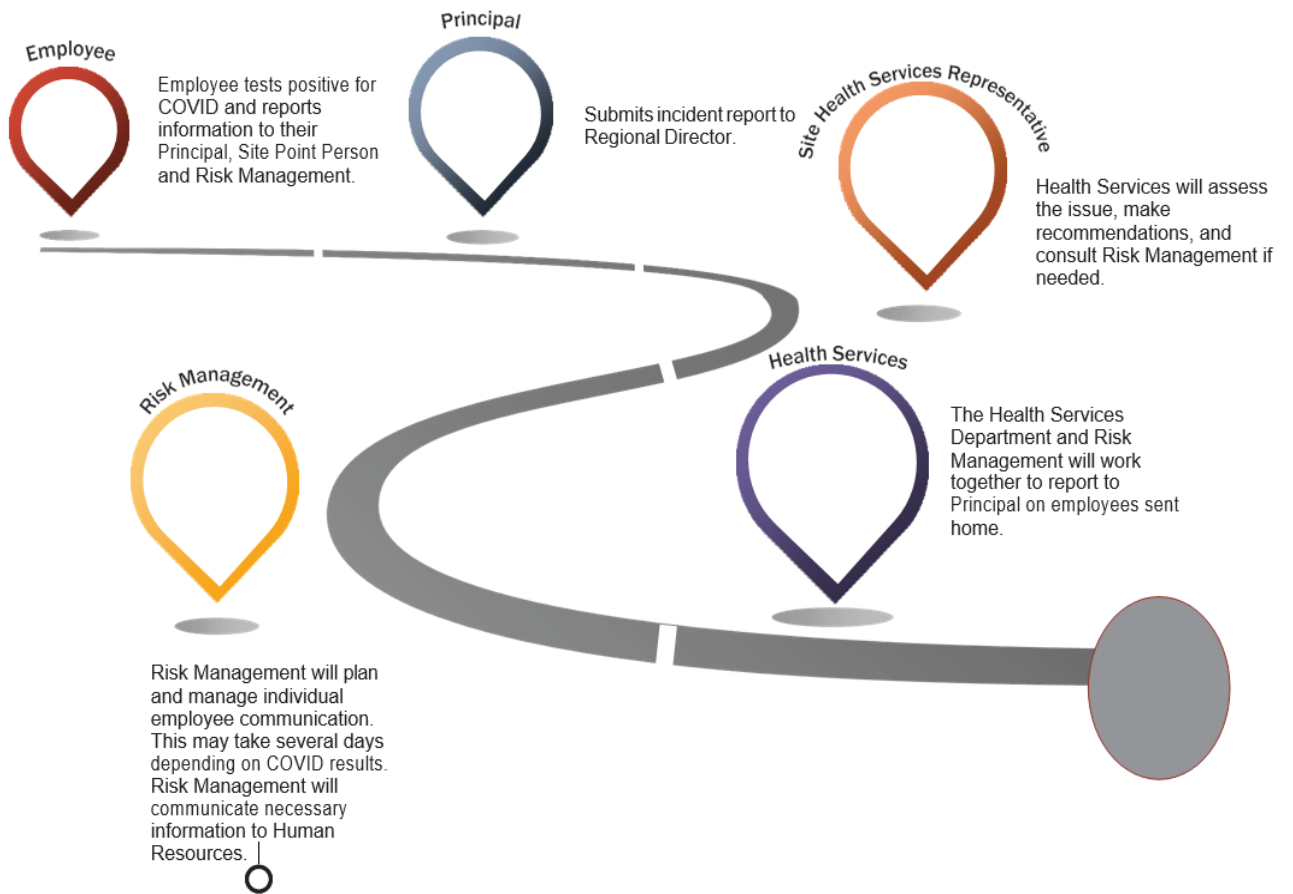 Employee
Employee tests positive for
COVID and reports
information to their
Principal, Site Point Person
and Risk Management.
Principal
Submits incident report to
Regional Director.
Site Health Services Representative
Health Services will assess
the issue, make
recommendations, and
consult Risk Management if
needed.
Risk Management
Risk Management will plan
and manage individual
employee communication.
This may take several days
depending on COVID results.
Risk Management will
communicate necessary
information to Human
Resources.
Health Services
The Health Services
Department and Risk
Management will work
together to report to
Principal on employees sent
home.